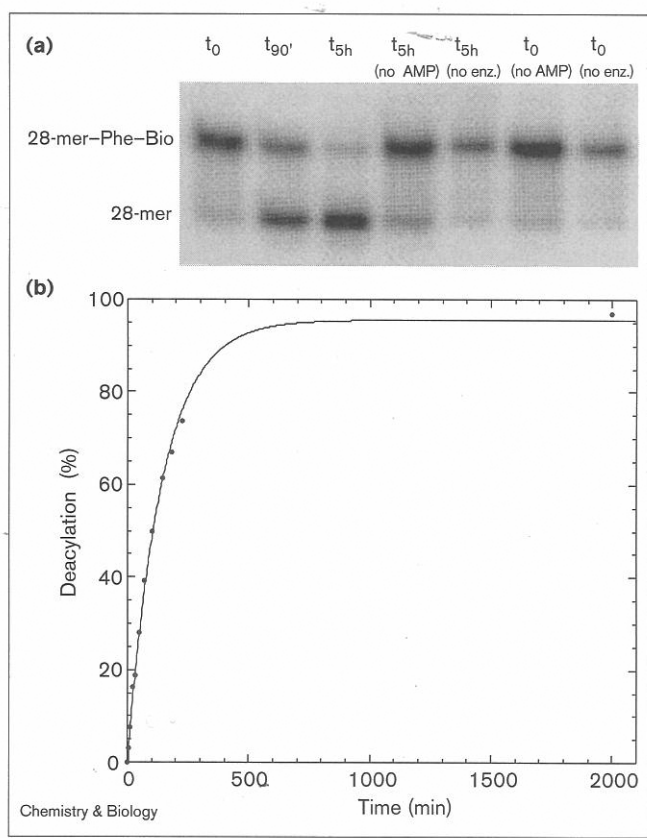 (a)
t0 t90' t5h t5h t5h t0 t0
(no AMP) (no enz.) (no AMP) (no enz.)
28-mer–Phe–Bio
28-mer
(b)
100
80
60
40
20
0
Deacylation (%)
0 500 1000 1500 2000
Time (min)
Chemistry & Biology